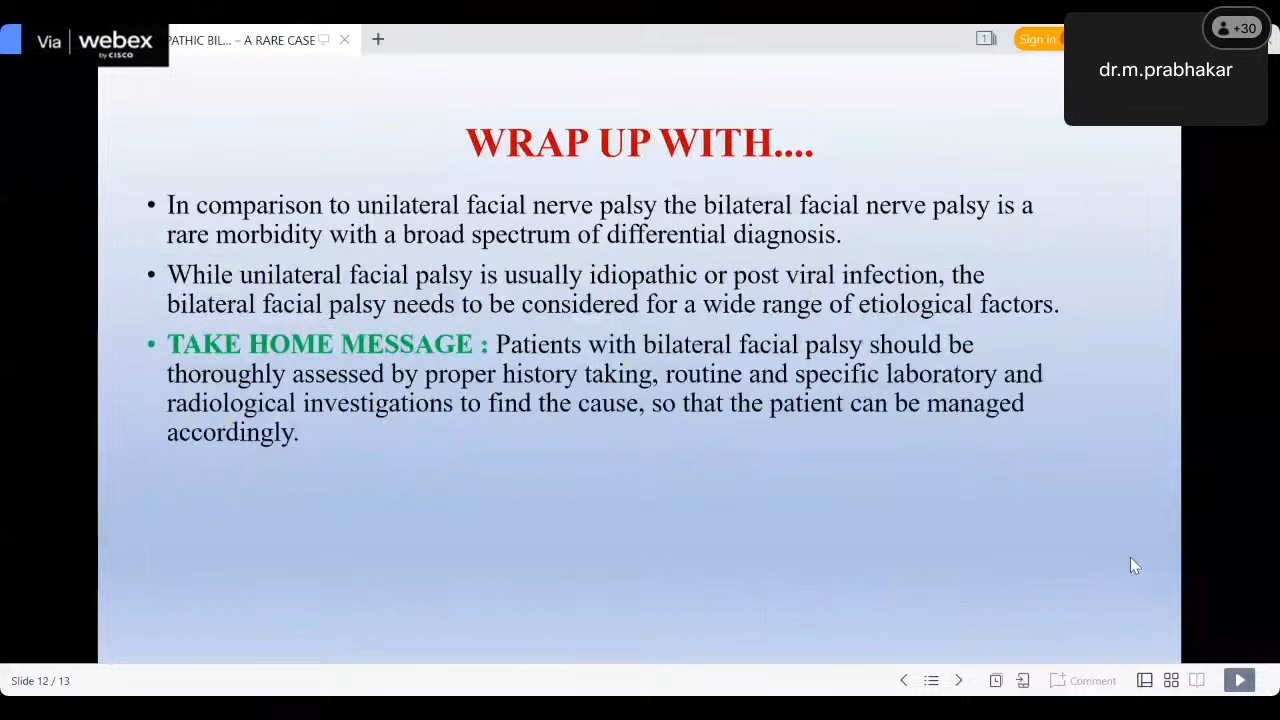 Via webex
by CISCO
PATHIC BIL... – A RARE CASE
1
Sign in
+30
dr.m.prabhakar
WRAP UP WITH....
• In comparison to unilateral facial nerve palsy the bilateral facial nerve palsy is a
rare morbidity with a broad spectrum of differential diagnosis.
• While unilateral facial palsy is usually idiopathic or post viral infection, the
bilateral facial palsy needs to be considered for a wide range of etiological factors.
• TAKE HOME MESSAGE : Patients with bilateral facial palsy should be
thoroughly assessed by proper history taking, routine and specific laboratory and
radiological investigations to find the cause, so that the patient can be managed
accordingly.
Slide 12 / 13
Comment